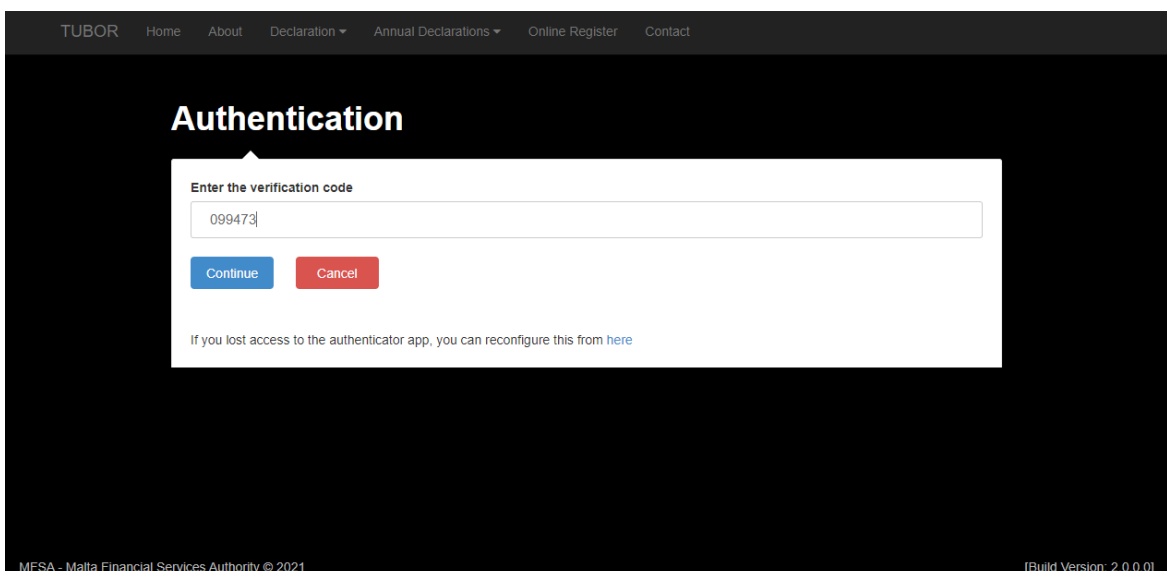 TUBOR Home About Declaration Annual Declarations Online Register Contact
Authentication
Enter the verification code
099473
Continue Cancel
If you lost access to the authenticator app, you can reconfigure this from here
MFSA - Malta Financial Services Authority © 2021 [Build Version: 2.0.0.0]